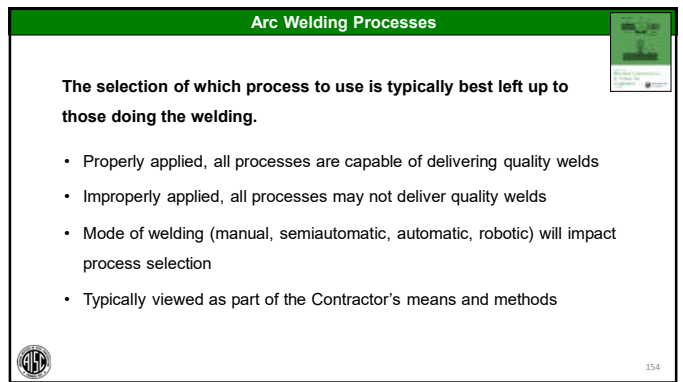 Arc Welding Processes
The selection of which process to use is typically best left up to
those doing the welding.
• Properly applied, all processes are capable of delivering quality welds
• Improperly applied, all processes may not deliver quality welds
• Mode of welding (manual, semiautomatic, automatic, robotic) will impact
process selection
• Typically viewed as part of the Contractor's means and methods
AISC
154